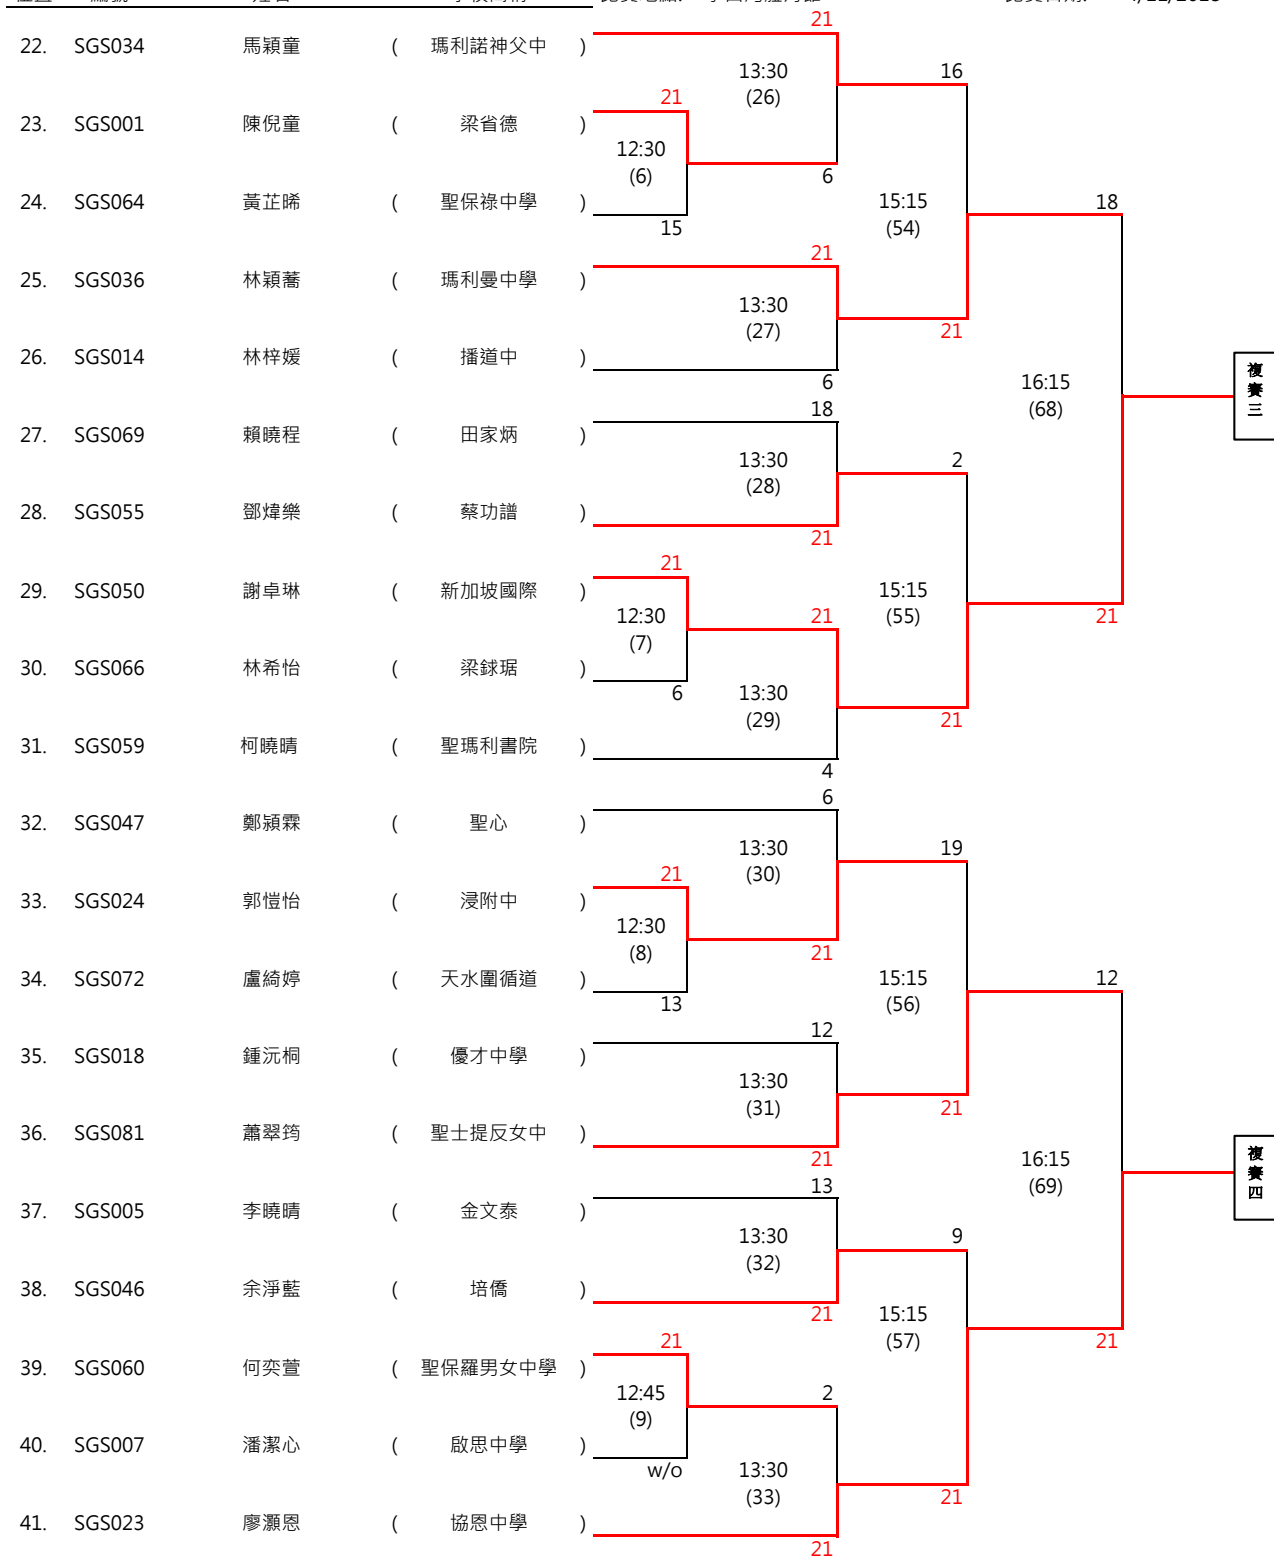 21
22. SGS034 馬穎童 ( 瑪利諾神父中 )
13:30 16
(26)
21
23. SGS001 陳倪童 ( 梁省德 )
12:30
(6) 6
24. SGS064 黃芷晞 ( 聖保祿中學 ) 15:15 18
15 (54)
21
25. SGS036 林穎蕎 ( 瑪利曼中學 )
13:30
(27) 21
26. SGS014 林梓媛 ( 播道中 )
6 16:15 複賽三
18 (68)
27. SGS069 賴曉程 ( 田家炳 )
13:30 2
(28)
28. SGS055 鄧煒樂 ( 蔡功譜 )
21
21
29. SGS050 謝卓琳 ( 新加坡國際 ) 15:15
12:30 21 (55) 21
(7)
30. SGS066 林希怡 ( 梁銶琚 )
6 13:30
(29) 21
31. SGS059 柯曉晴 ( 聖瑪利書院 )
4
6
32. SGS047 鄭頴霖 ( 聖心 )
13:30 19
21 (30)
33. SGS024 郭愷怡 ( 浸附中 )
12:30
(8) 21
34. SGS072 盧綺婷 ( 天水圍循道 ) 15:15 12
13 (56)
12
35. SGS018 鍾沅桐 ( 優才中學 )
13:30
(31) 21
36. SGS081 蕭翠筠 ( 聖士提反女中 )
21 16:15 複賽四
13 (69)
37. SGS005 李曉晴 ( 金文泰 )
13:30 9
(32)
38. SGS046 余淨藍 ( 培僑 )
21 15:15
21 (57) 21
39. SGS060 何奕萱 ( 聖保羅男女中學 )
12:45 2
(9)
40. SGS007 潘潔心 ( 啟思中學 )
w/o 13:30
(33) 21
41. SGS023 廖灝恩 ( 協恩中學 )
21